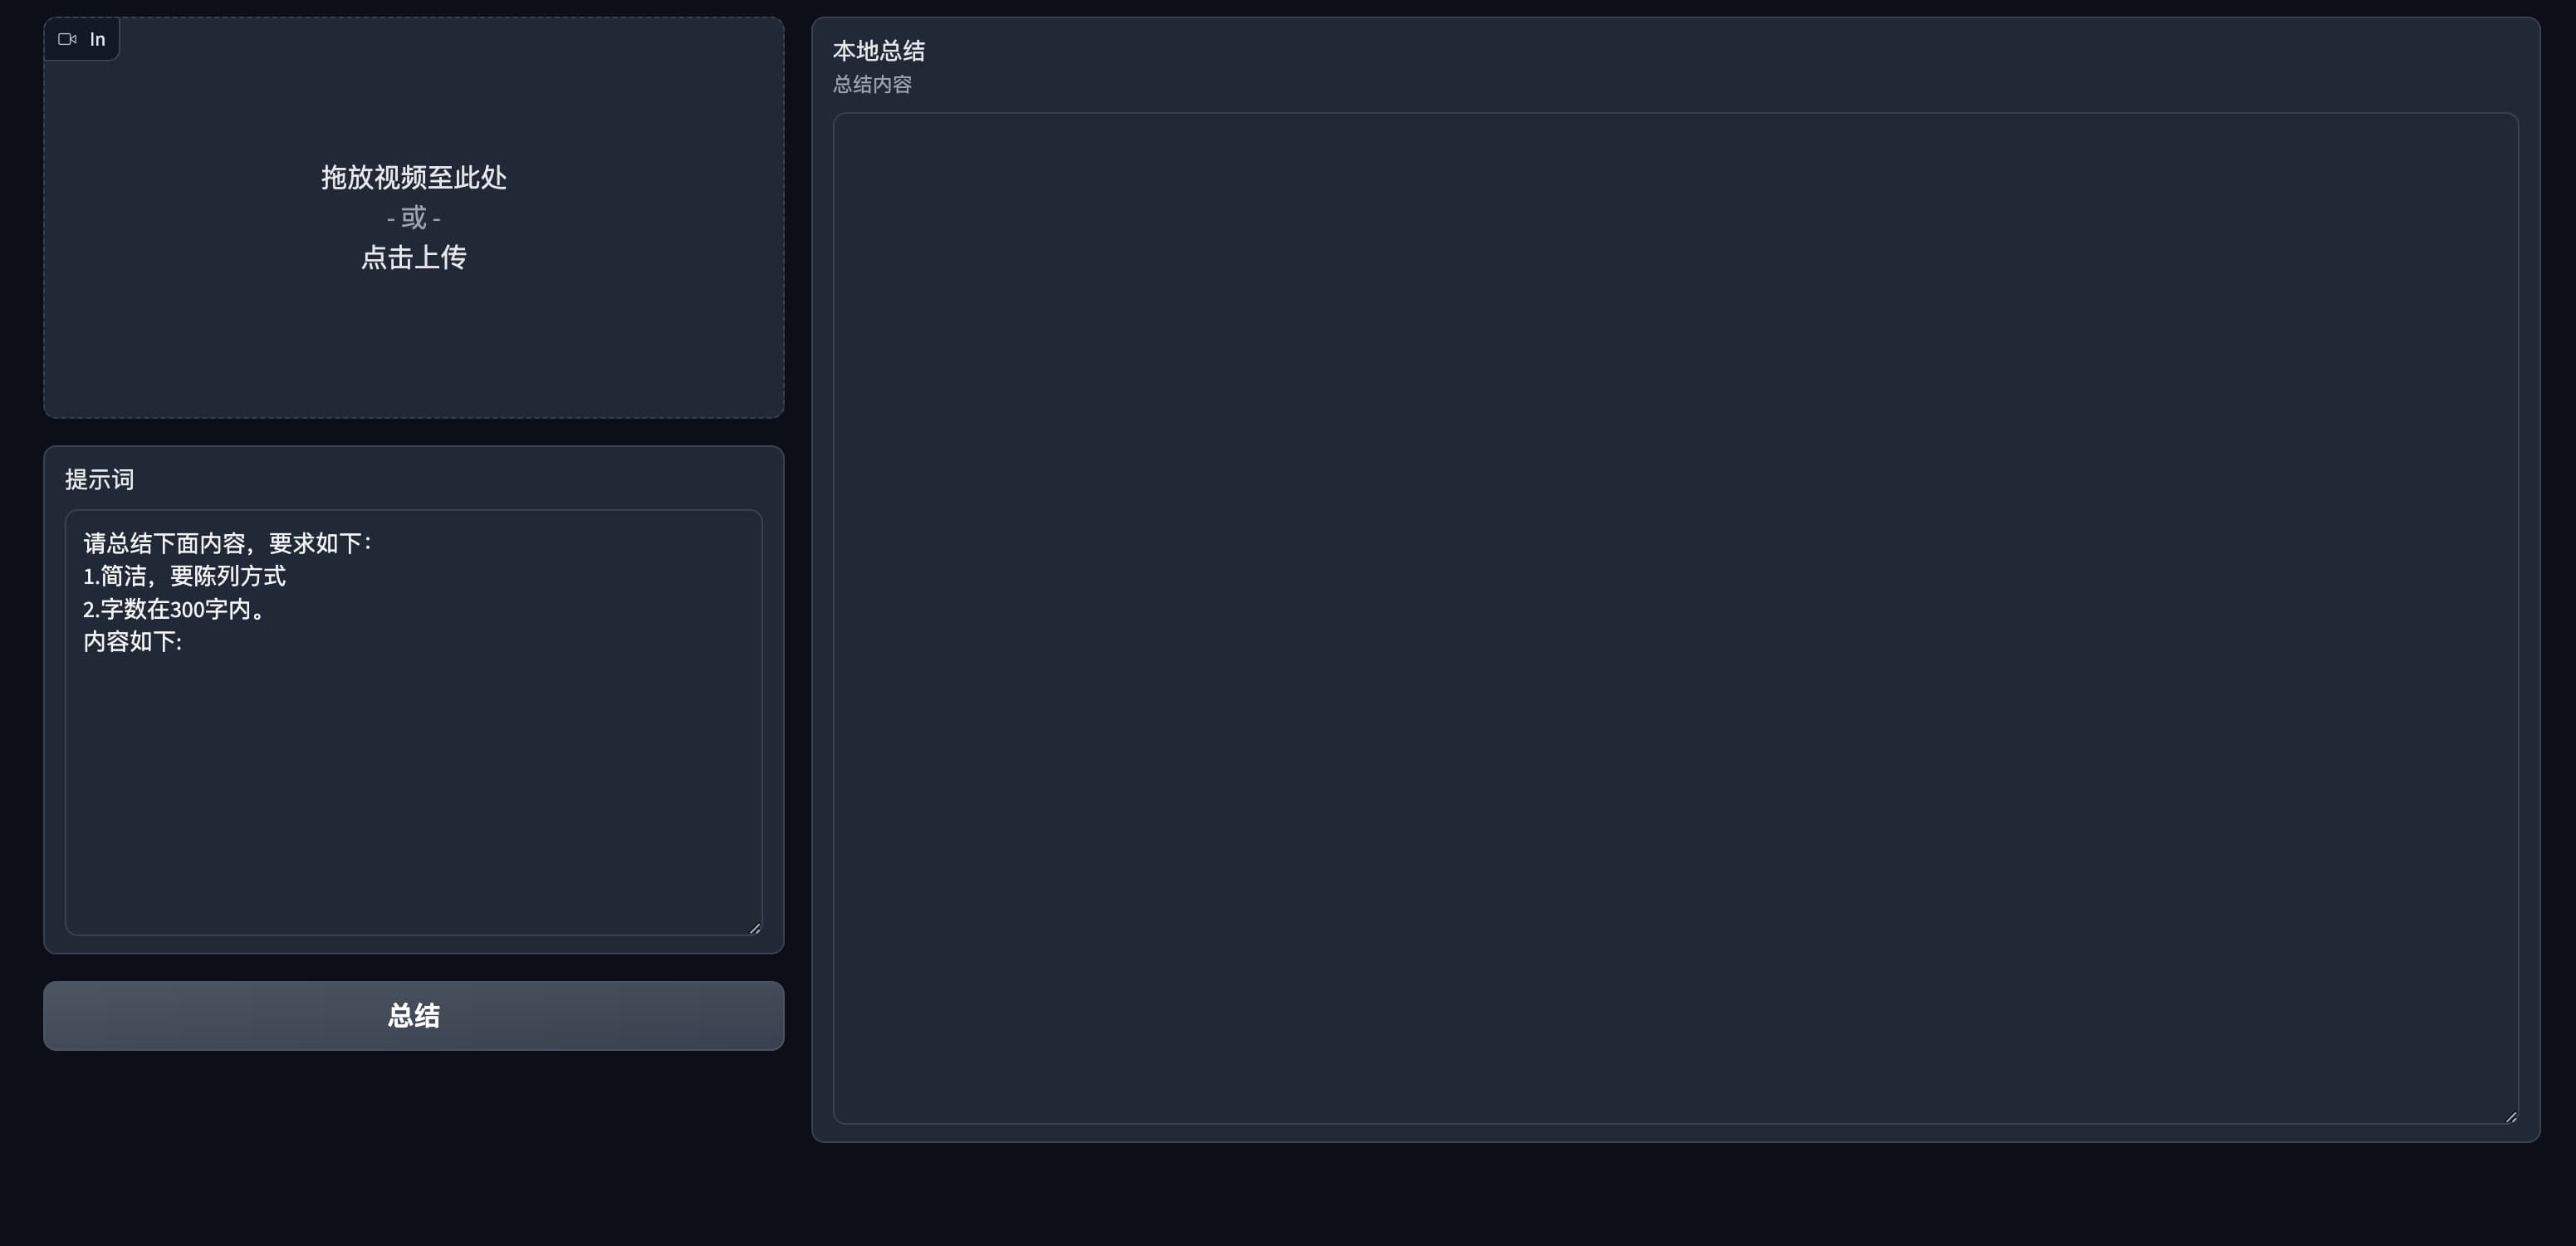 In
拖放视频至此处
- 或 -
点击上传
提示词
请总结下面内容，要求如下：
1.简洁，要陈列方式
2.字数在300字内。
内容如下:
总结
本地总结
总结内容